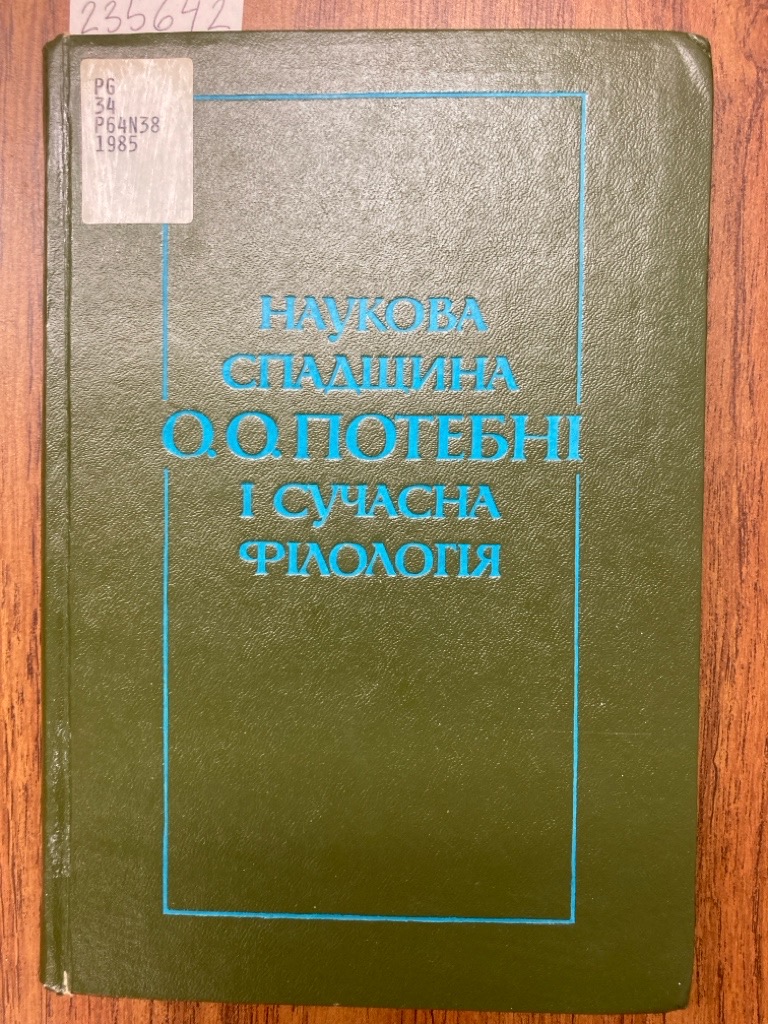 235642
PG
34
P64N38
1985
НАУКОВА
СПАДЩИНА
О. О. ПОТЕБНІ
І СУЧАСНА
ФІЛОЛОГІЯ